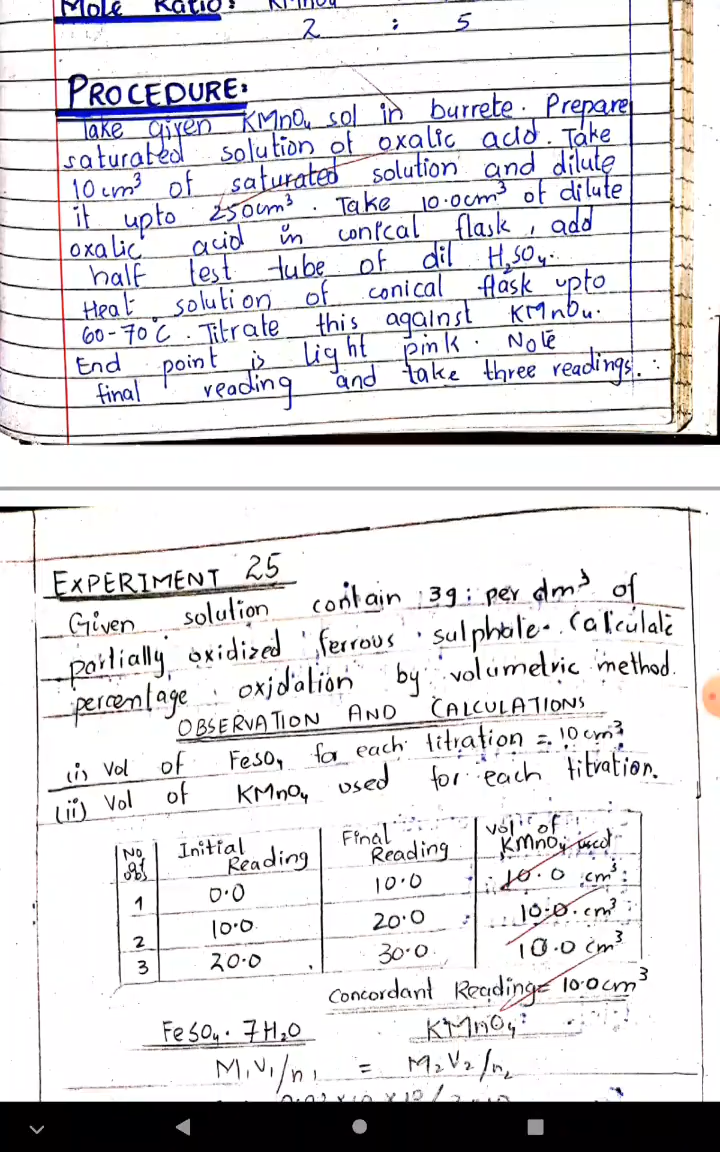 Mole Ratio:
2 : 5
PROCEDURE:
Take given KMnO₄ sol in burrete. Prepare
saturated solution of oxalic acid. Take
10cm³ of saturated solution and dilute
it upto 250cm³. Take 10.0cm³ of dilute
oxalic acid in conical flask, add
half test tube of dil H₂SO₄.
Heat solution of conical flask upto
60-70°C. Titrate this against KMnO₄.
End point is light pink. Note
final reading and take three readings.
EXPERIMENT 25
Given solution contain 39: per dm³ of
partially oxidized ferrous sulphate. Calculate
percentage oxidation by volumetric method.
OBSERVATION AND CALCULATIONS
(i) Vol of FeSO₄ for each titration = 10cm³
(ii) Vol of KMnO₄ used for each titration.
No of obs Initial Reading Final Reading Vol: of KMnO₄ used
1 0.0 10.0 10.0 cm³
2 10.0 20.0 10.0 cm³
3 20.0 30.0 10.0 cm³
Concordant Reading = 10.0cm³
FeSO₄. 7H₂O KMnO₄
M₁V₁/n₁ = M₂V₂/n₂